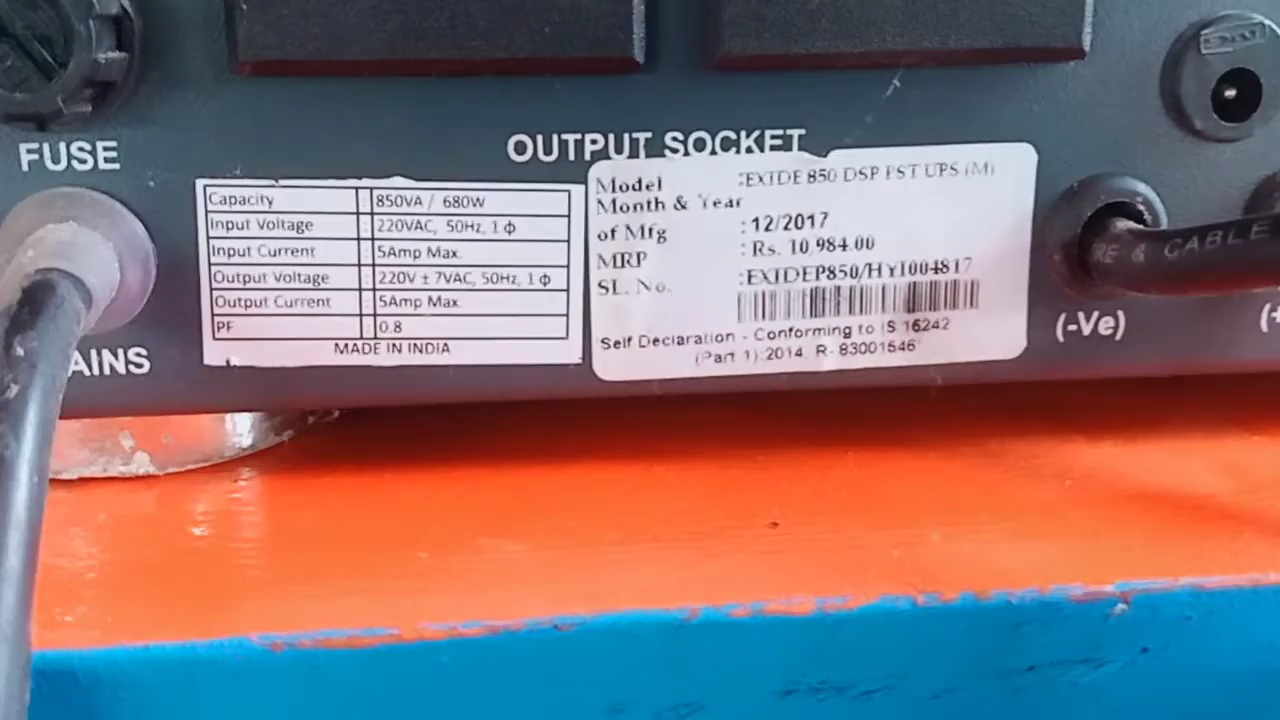 FUSE
OUTPUT SOCKET
Capacity : 850VA / 680W
Input Voltage : 220VAC, 50Hz, 1 ϕ
Input Current : 5Amp Max.
Output Voltage : 220V ± 7VAC, 50Hz, 1 ϕ
Output Current : 5Amp Max.
PF : 0.8
MADE IN INDIA
Model :EXIDE 850 DSP PST UPS (M)
Month & Year
of Mfg : 12/2017
MRP : Rs. 10,984.00
SL. No. :EXIDEP850/HYI004817
Self Declaration - Conforming to IS 16242
(Part 1):2014 R- 83001546
AINS
RE & CABLE
(-Ve)
(+